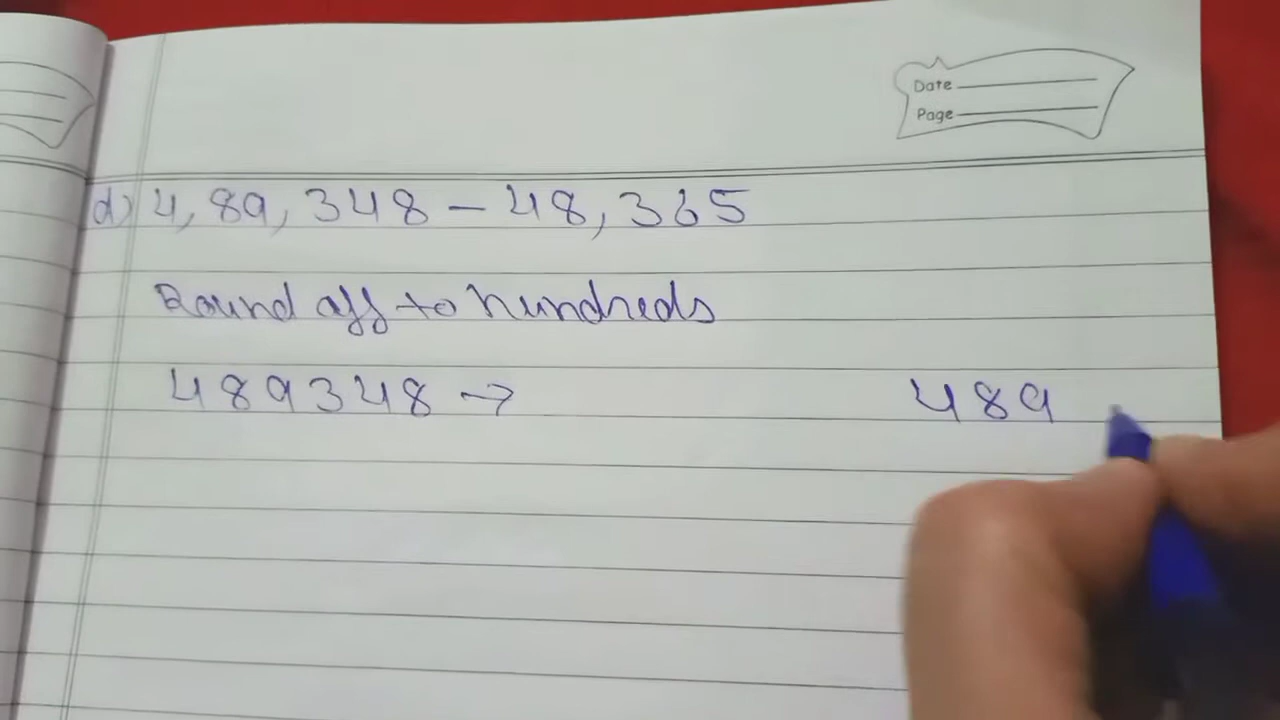 Date
Page
d) 4,89,348 - 48,365
Round off to hundreds
489348 → 489